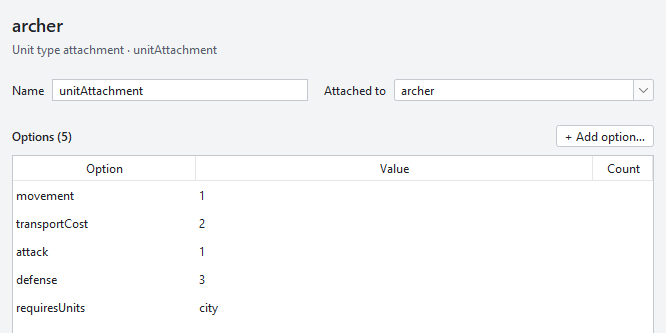 archer
Unit type attachment · unitAttachment
Name unitAttachment Attached to archer
Options (5) + Add option...
Option Value Count
movement 1
transportCost 2
attack 1
defense 3
requiresUnits city